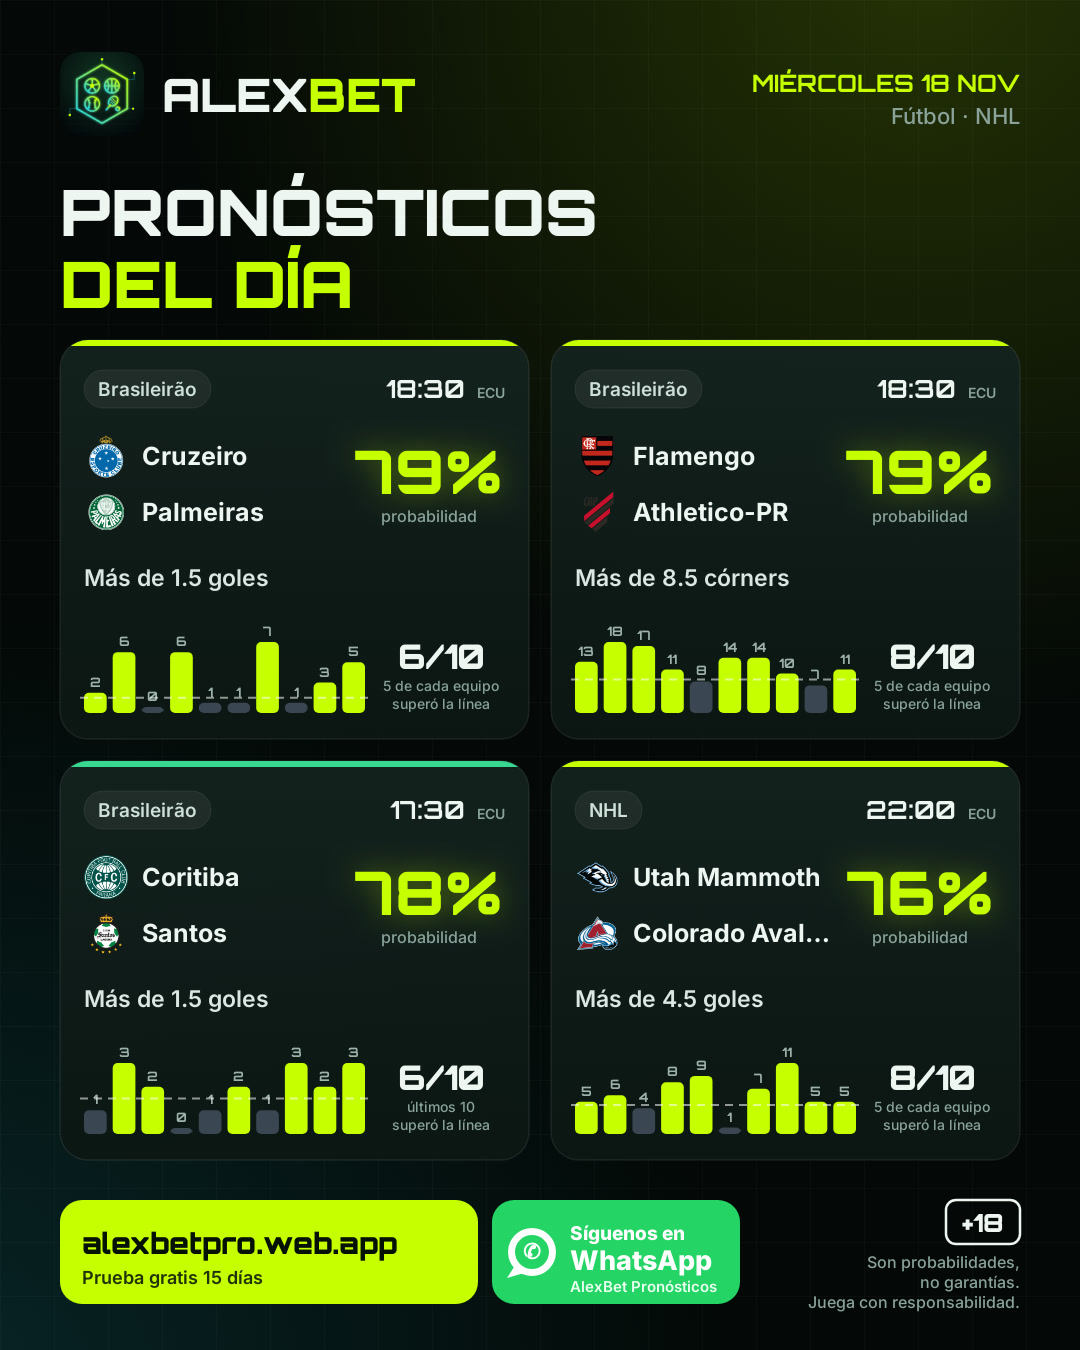 ALEXBET
MIÉRCOLES 18 NOV
Fútbol · NHL
PRONÓSTICOS
DEL DÍA
Brasileirão
18:30 ECU
Cruzeiro
Palmeiras
79%
probabilidad
Más de 1.5 goles
2 6 0 6 1 1 7 1 3 5
6/10
5 de cada equipo
superó la línea
Brasileirão
18:30 ECU
Flamengo
Athletico-PR
79%
probabilidad
Más de 8.5 córners
13 18 17 11 8 14 14 10 7 11
8/10
5 de cada equipo
superó la línea
Brasileirão
17:30 ECU
Coritiba
Santos
78%
probabilidad
Más de 1.5 goles
1 3 2 0 1 2 1 3 2 3
6/10
últimos 10
superó la línea
NHL
22:00 ECU
Utah Mammoth
Colorado Aval...
76%
probabilidad
Más de 4.5 goles
5 6 4 8 9 1 7 11 5 5
8/10
5 de cada equipo
superó la línea
alexbetpro.web.app
Prueba gratis 15 días
Síguenos en
WhatsApp
AlexBet Pronósticos
+18
Son probabilidades,
no garantías.
Juega con responsabilidad.